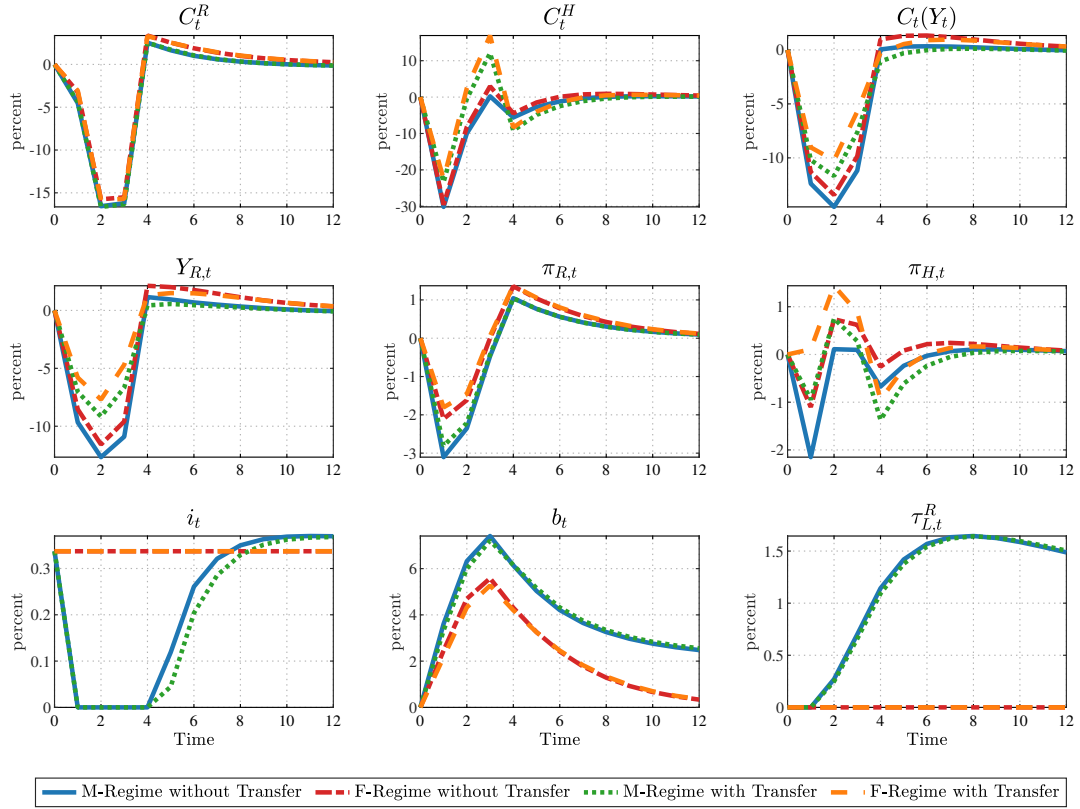 C_t^R C_t^H C_t(Y_t)
percent percent percent
0 -5 -10 -15
10 0 -10 -20 -30
0 -5 -10
0 2 4 6 8 10 12
0 2 4 6 8 10 12
0 2 4 6 8 10 12
Y_{R,t} π_{R,t} π_{H,t}
percent percent percent
0 -5 -10
1 0 -1 -2 -3
1 0 -1 -2
0 2 4 6 8 10 12
0 2 4 6 8 10 12
0 2 4 6 8 10 12
i_t b_t τ_{L,t}^R
percent percent percent
0.3 0.2 0.1 0
6 4 2 0
1.5 1 0.5 0
0 2 4 6 8 10 12
0 2 4 6 8 10 12
0 2 4 6 8 10 12
Time Time Time
M-Regime without Transfer F-Regime without Transfer M-Regime with Transfer F-Regime with Transfer